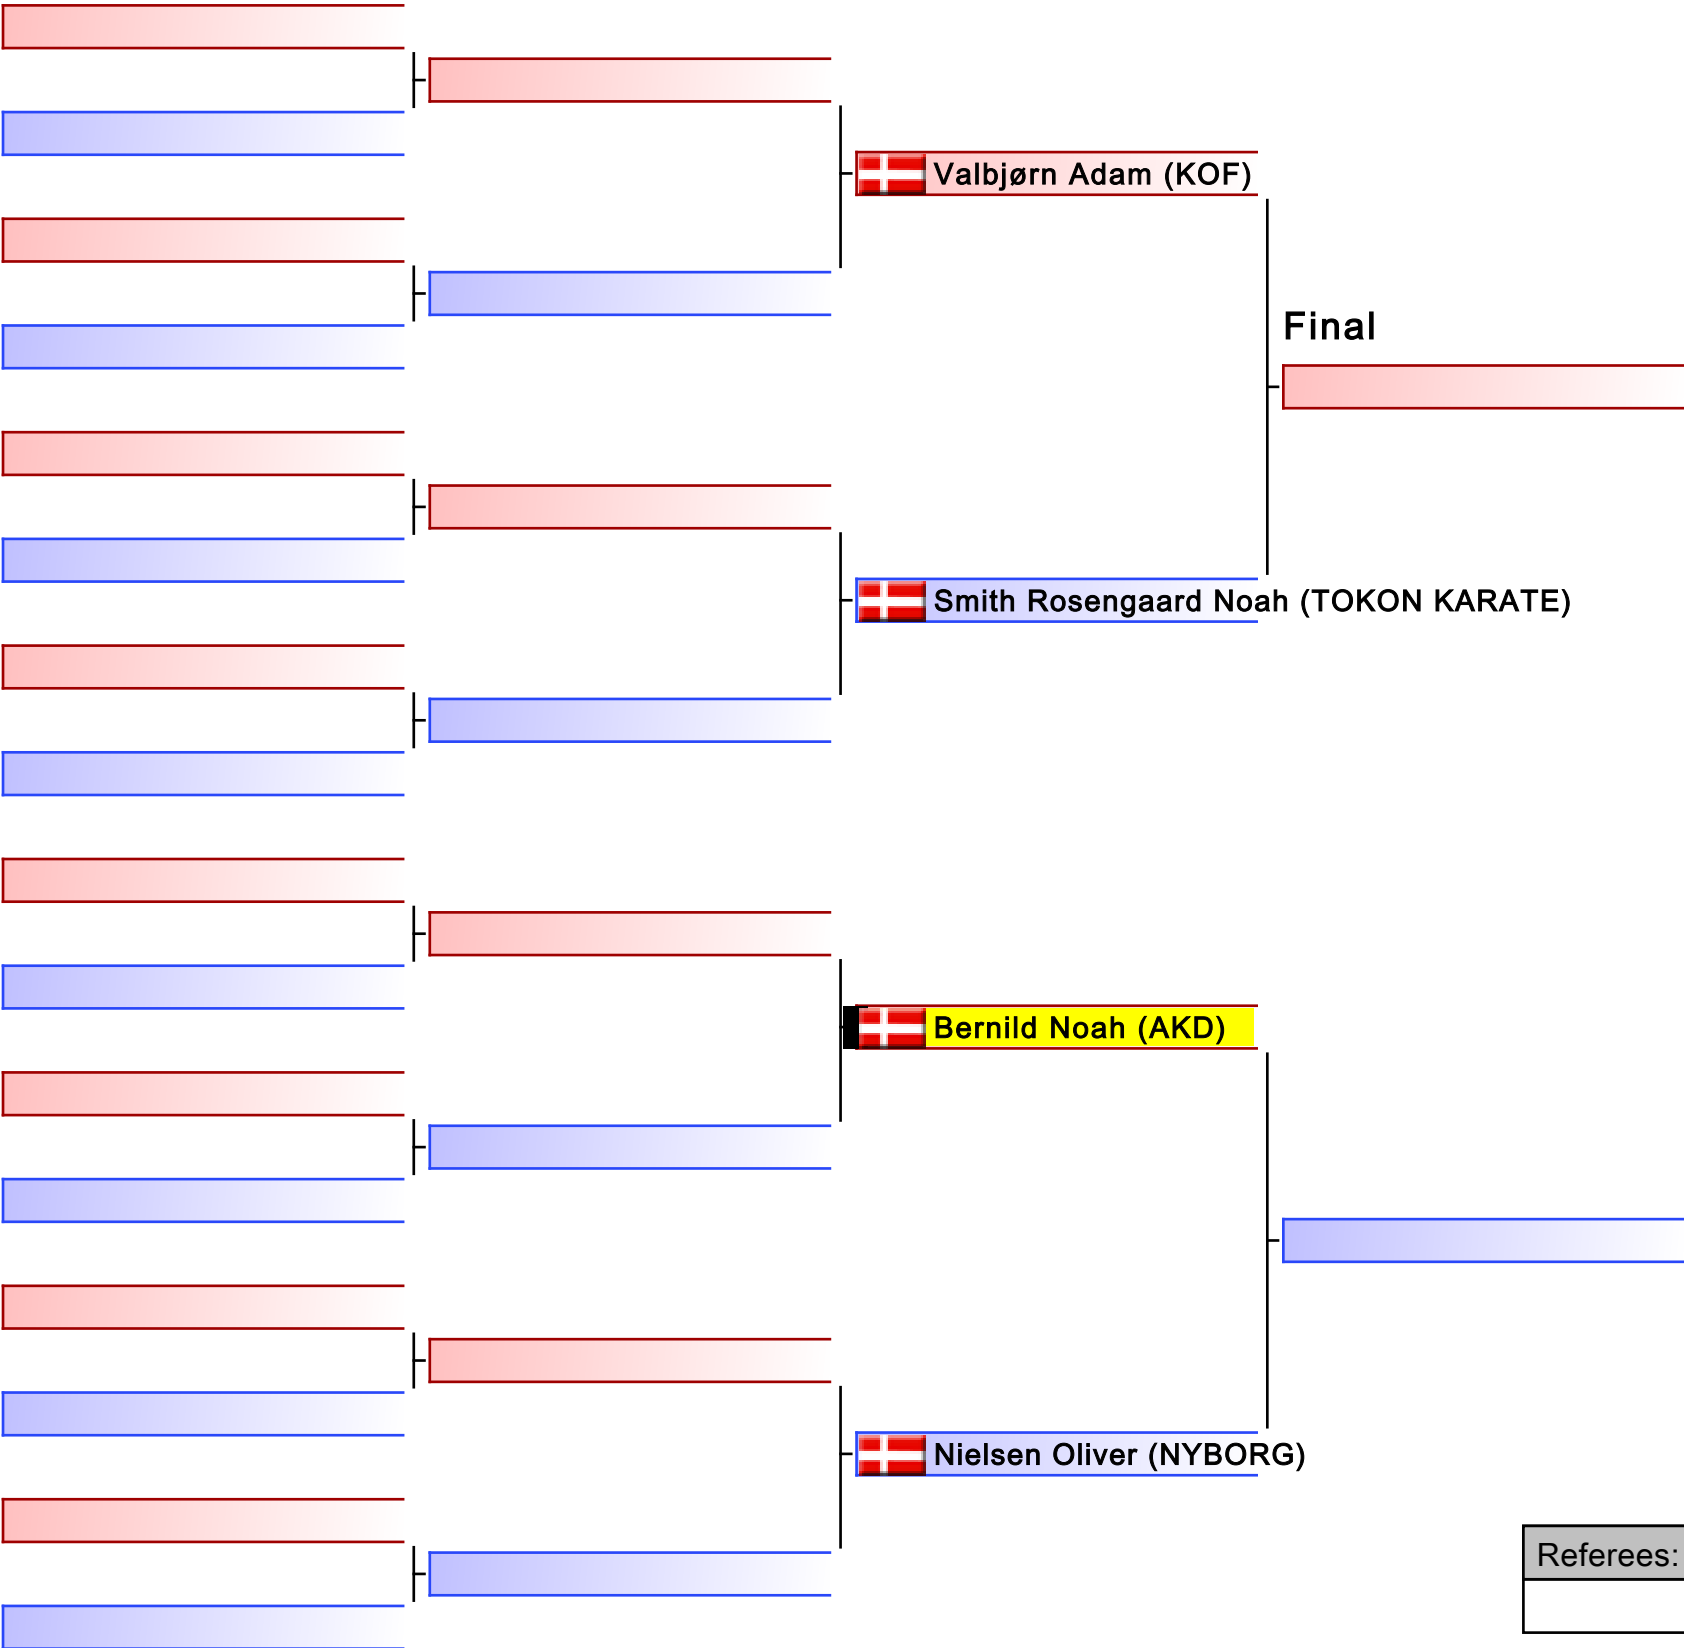 Valbjørn Adam (KOF)
Final
Smith Rosengaard Noah (TOKON KARATE)
Bernild Noah (AKD)
Nielsen Oliver (NYBORG)
Referees: